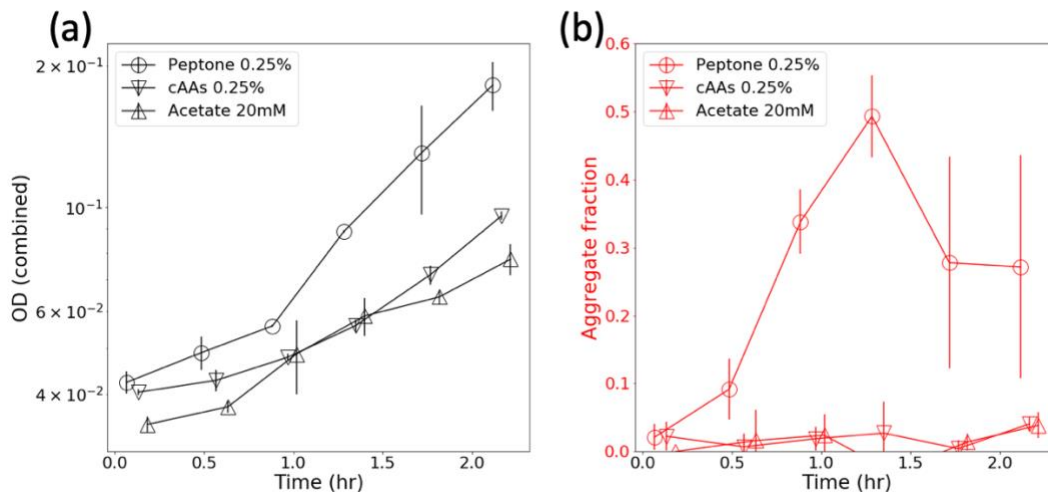 (a)
Peptone 0.25%
cAAs 0.25%
Acetate 20mM
2 × 10⁻¹
10⁻¹
6 × 10⁻²
4 × 10⁻²
OD (combined)
0.0 0.5 1.0 1.5 2.0
Time (hr)
(b)
Peptone 0.25%
cAAs 0.25%
Acetate 20mM
0.6
0.5
0.4
0.3
0.2
0.1
0.0
Aggregate fraction
0.0 0.5 1.0 1.5 2.0
Time (hr)